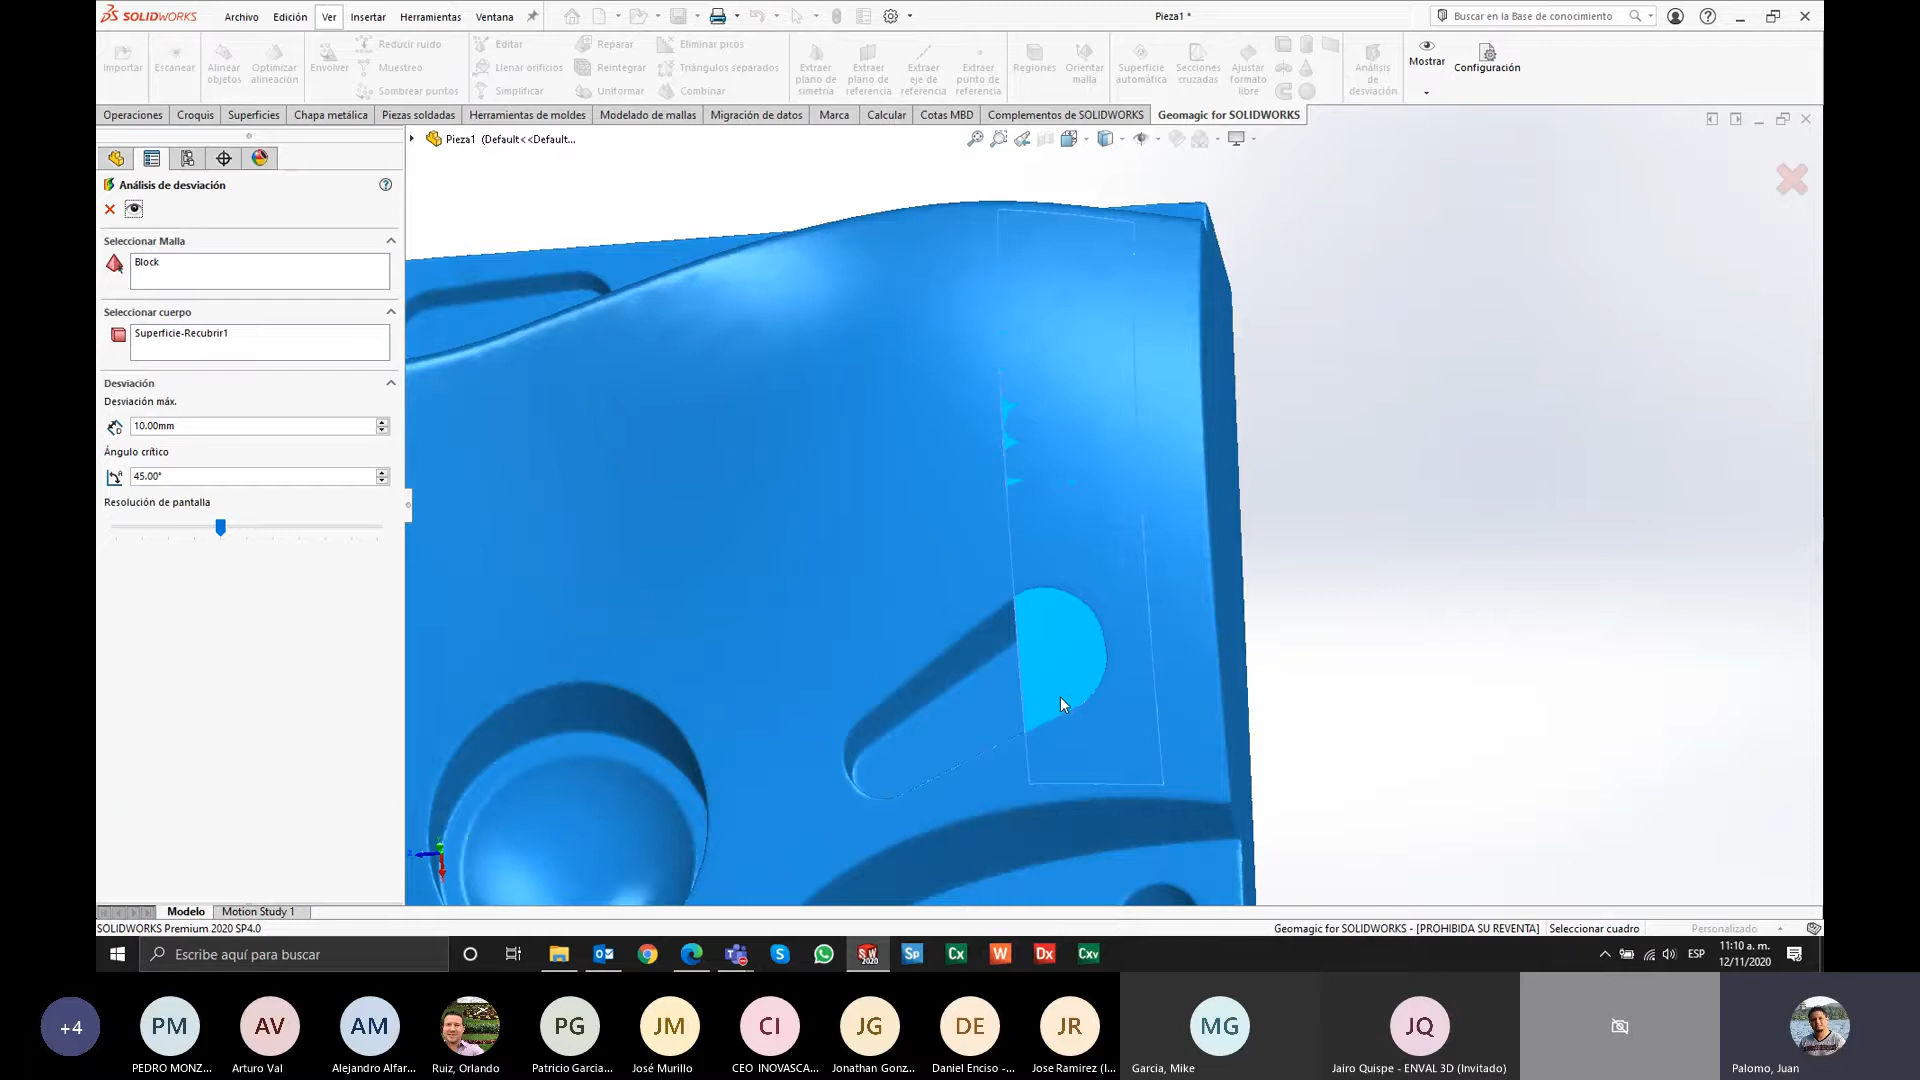 SOLIDWORKS Archivo Edición Ver Insertar Herramientas Ventana Pieza1 * Buscar en la Base de conocimiento
Importar Escanear Alinear objetos Optimizar alineación Envolver Reducir ruido Muestreo Sombrear puntos Editar Llenar orificios Simplificar Reparar Reintegrar Uniformar Eliminar picos Triángulos separados Combinar Extraer plano de simetría Extraer plano de referencia Extraer eje de referencia Extraer punto de referencia Regiones Orientar malla Superficie automática Secciones cruzadas Ajustar formato libre Análisis de desviación Mostrar Configuración
Operaciones Croquis Superficies Chapa metálica Piezas soldadas Herramientas de moldes Modelado de mallas Migración de datos Marca Calcular Cotas MBD Complementos de SOLIDWORKS Geomagic for SOLIDWORKS
Pieza1 (Default<<Default...
Análisis de desviación
Seleccionar Malla
Block
Seleccionar cuerpo
Superficie-Recubrir1
Desviación
Desviación máx.
10.00mm
Ángulo crítico
45.00°
Resolución de pantalla
Modelo Motion Study 1
SOLIDWORKS Premium 2020 SP4.0 Geomagic for SOLIDWORKS - [PROHIBIDA SU REVENTA] Seleccionar cuadro Personalizado
Escribe aquí para buscar SW 2020 Sp Cx W Dx Cxv ESP 11:10 a. m.
12/11/2020
+4 PM AV AM PG JM CI JG DE JR MG JQ
PEDRO MONZ... Arturo Val Alejandro Alfar... Ruiz, Orlando Patricio Garcia... José Murillo CEO INOVASCA... Jonathan Gonz... Daniel Enciso -... Jose Ramirez (I... Garcia, Mike Jairo Quispe - ENVAL 3D (Invitado) Palomo, Juan